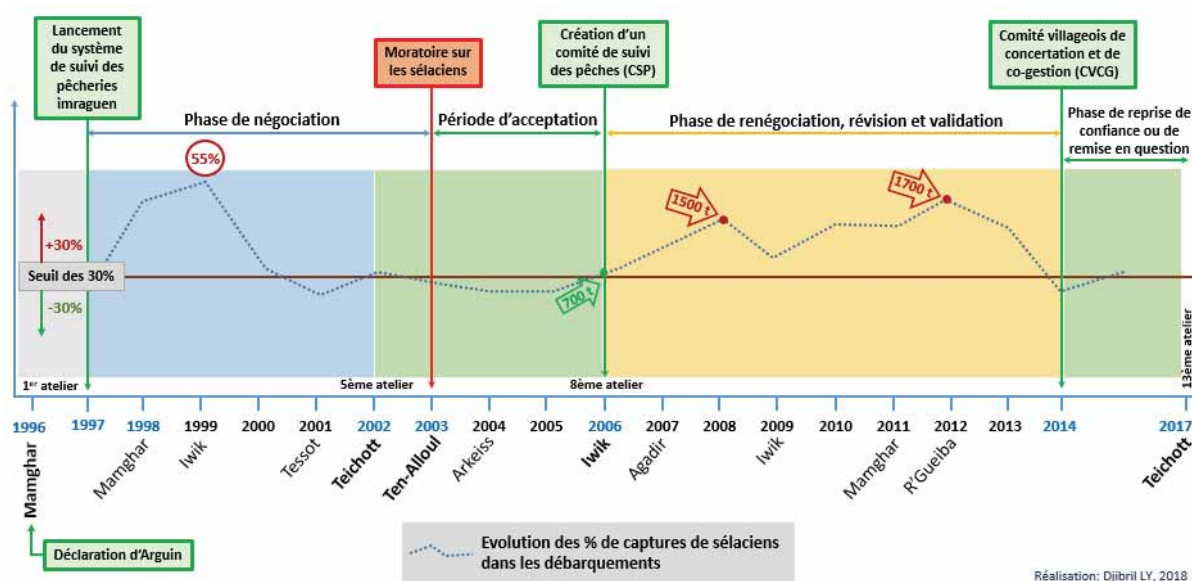 Lancement
du système
de suivi des
pêcheries
imraguen
Moratoire sur
les sélaciens
Création d'un
comité de suivi
des pêches (CSP)
Comité villageois
de concertation et de
co-gestion (CVCG)
Phase de négociation
Période d'acceptation
Phase de renégociation, révision et validation
Phase de reprise de
confiance ou de
remise en question
55%
1500 t
1700 t
+30%
Seuil des 30%
-30%
700 t
1er atelier
5ème atelier
8ème atelier
13ème atelier
1996
1997
1998
1999
2000
2001
2002
2003
2004
2005
2006
2007
2008
2009
2010
2011
2012
2013
2014
2017
Mamghar
Mamghar
Iwik
Tessot
Teichott
Ten-Alloul
Arkeiss
Iwik
Agadir
Iwik
Mamghar
R'Gueiba
Teichott
Déclaration d'Arguin
Evolution des % de captures de sélaciens
dans les débarquements
Réalisation: Djibril LY, 2018